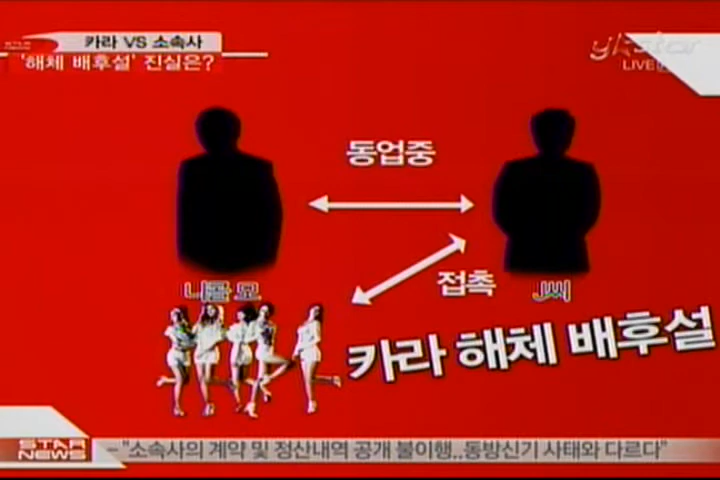 카라 VS 소속사
'해체 배후설' 진실은?
ykstar
LIVE
동업중
접촉
J씨
카라 해체 배후설
STAR NEWS
"소속사의 계약 및 정산내역 공개 불이행..동방신기 사태와 다르다"